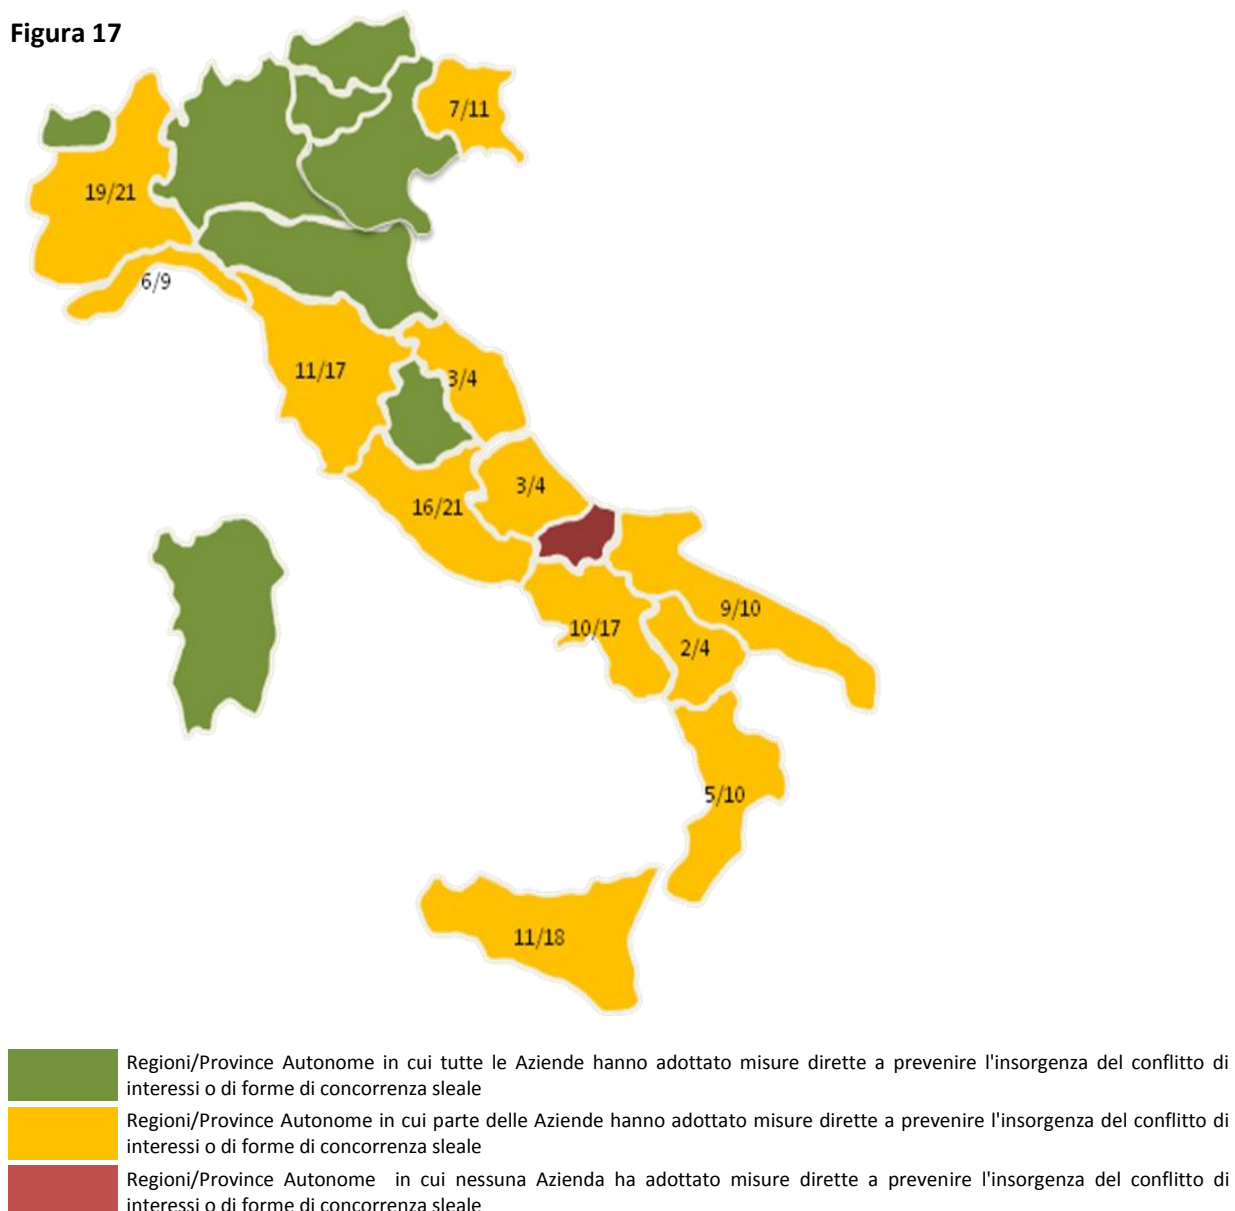 Figura 17
7/11
19/21
6/9
11/17
3/4
3/4
16/21
9/10
10/17
2/4
5/10
11/18
Regioni/Province Autonome in cui tutte le Aziende hanno adottato misure dirette a prevenire l'insorgenza del conflitto di
interessi o di forme di concorrenza sleale
Regioni/Province Autonome in cui parte delle Aziende hanno adottato misure dirette a prevenire l'insorgenza del conflitto di
interessi o di forme di concorrenza sleale
Regioni/Province Autonome in cui nessuna Azienda ha adottato misure dirette a prevenire l'insorgenza del conflitto di
interessi o di forme di concorrenza sleale